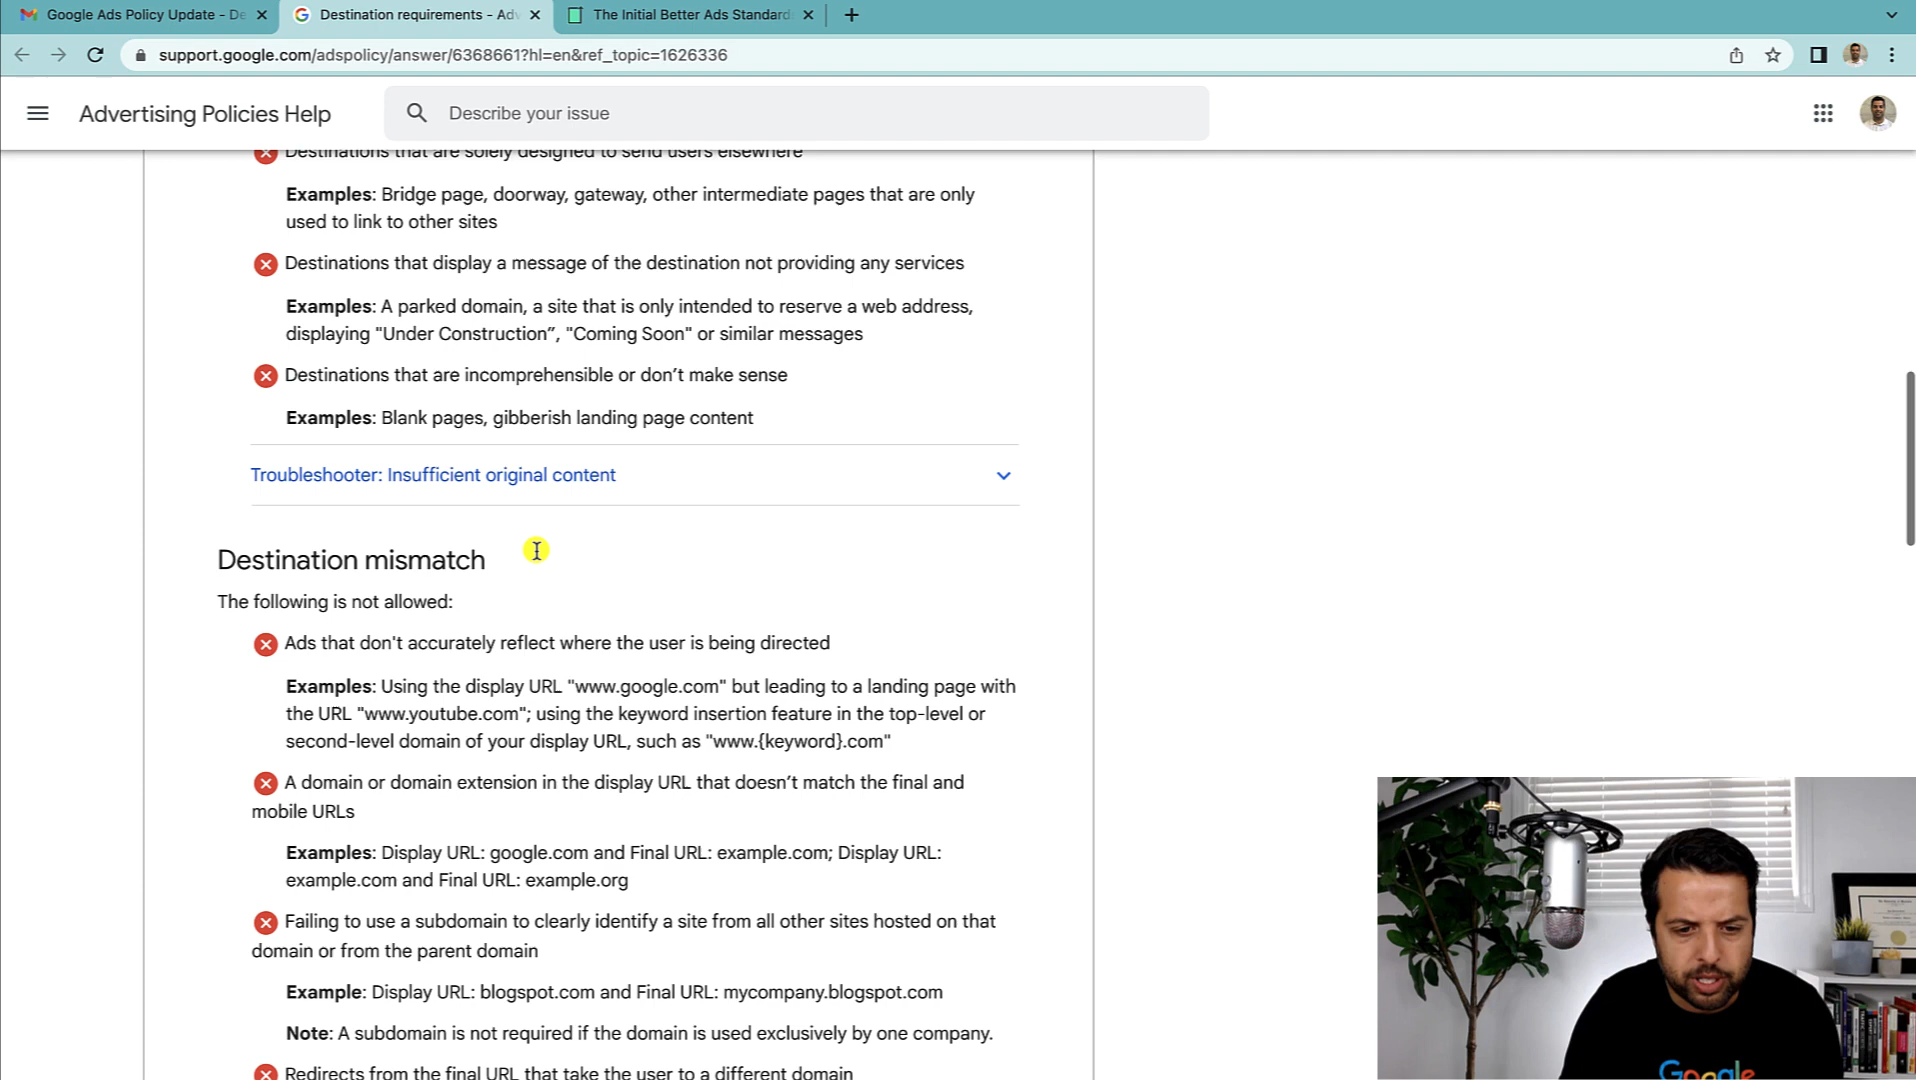 Google Ads Policy Update - De
Destination requirements - Adv
The Initial Better Ads Standard
support.google.com/adspolicy/answer/6368661?hl=en&ref_topic=1626336
Advertising Policies Help
Describe your issue
Destinations that are solely designed to send users elsewhere
Examples: Bridge page, doorway, gateway, other intermediate pages that are only
used to link to other sites
Destinations that display a message of the destination not providing any services
Examples: A parked domain, a site that is only intended to reserve a web address,
displaying "Under Construction”, "Coming Soon" or similar messages
Destinations that are incomprehensible or don’t make sense
Examples: Blank pages, gibberish landing page content
Troubleshooter: Insufficient original content
Destination mismatch
The following is not allowed:
Ads that don't accurately reflect where the user is being directed
Examples: Using the display URL "www.google.com" but leading to a landing page with
the URL "www.youtube.com"; using the keyword insertion feature in the top-level or
second-level domain of your display URL, such as "www.{keyword}.com"
A domain or domain extension in the display URL that doesn’t match the final and
mobile URLs
Examples: Display URL: google.com and Final URL: example.com; Display URL:
example.com and Final URL: example.org
Failing to use a subdomain to clearly identify a site from all other sites hosted on that
domain or from the parent domain
Example: Display URL: blogspot.com and Final URL: mycompany.blogspot.com
Note: A subdomain is not required if the domain is used exclusively by one company.
Redirects from the final URL that take the user to a different domain
Google